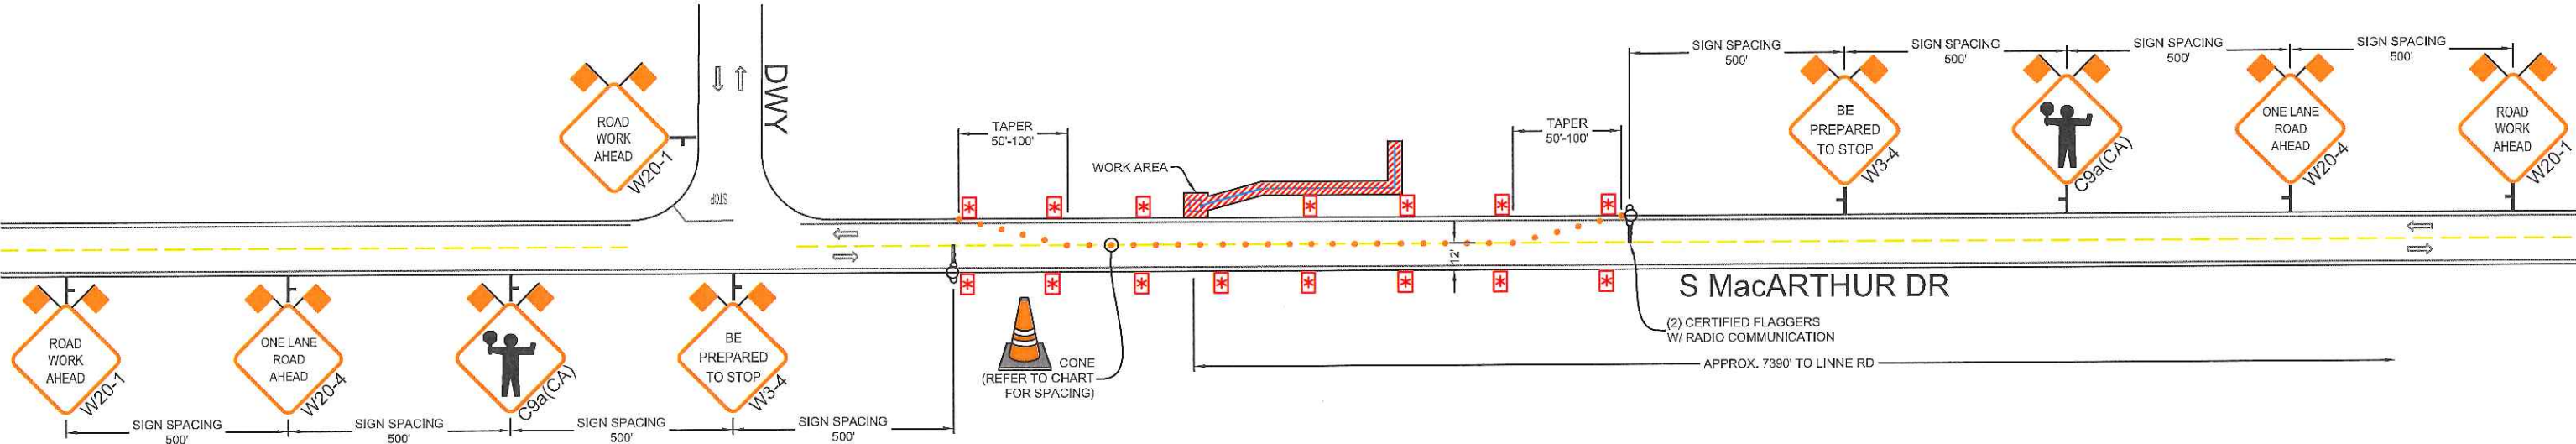 SIGN SPACING
500'
SIGN SPACING
500'
SIGN SPACING
500'
SIGN SPACING
500'
ROAD
WORK
AHEAD
W20-1
DWY
STOP
TAPER
50'-100'
WORK AREA
TAPER
50'-100'
BE
PREPARED
TO STOP
W3-4
C9a(CA)
ONE LANE
ROAD
AHEAD
W20-4
ROAD
WORK
AHEAD
W20-1
12'
S MacARTHUR DR
(2) CERTIFIED FLAGGERS
W/ RADIO COMMUNICATION
APPROX. 7390' TO LINNE RD
CONE
(REFER TO CHART
FOR SPACING)
ROAD
WORK
AHEAD
W20-1
ONE LANE
ROAD
AHEAD
W20-4
C9a(CA)
BE
PREPARED
TO STOP
W3-4
SIGN SPACING
500'
SIGN SPACING
500'
SIGN SPACING
500'
SIGN SPACING
500'